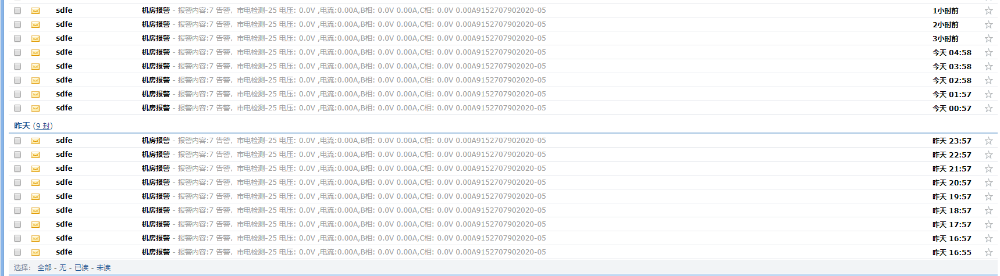 sdfe 机房报警 - 报警内容:7 告警，市电检测-25 电压: 0.0V ,电流:0.00A,B相: 0.0V 0.00A,C相: 0.0V 0.00A9152707902020-05 1小时前
sdfe 机房报警 - 报警内容:7 告警，市电检测-25 电压: 0.0V ,电流:0.00A,B相: 0.0V 0.00A,C相: 0.0V 0.00A9152707902020-05 2小时前
sdfe 机房报警 - 报警内容:7 告警，市电检测-25 电压: 0.0V ,电流:0.00A,B相: 0.0V 0.00A,C相: 0.0V 0.00A9152707902020-05 3小时前
sdfe 机房报警 - 报警内容:7 告警，市电检测-25 电压: 0.0V ,电流:0.00A,B相: 0.0V 0.00A,C相: 0.0V 0.00A9152707902020-05 今天 04:58
sdfe 机房报警 - 报警内容:7 告警，市电检测-25 电压: 0.0V ,电流:0.00A,B相: 0.0V 0.00A,C相: 0.0V 0.00A9152707902020-05 今天 03:58
sdfe 机房报警 - 报警内容:7 告警，市电检测-25 电压: 0.0V ,电流:0.00A,B相: 0.0V 0.00A,C相: 0.0V 0.00A9152707902020-05 今天 02:58
sdfe 机房报警 - 报警内容:7 告警，市电检测-25 电压: 0.0V ,电流:0.00A,B相: 0.0V 0.00A,C相: 0.0V 0.00A9152707902020-05 今天 01:57
sdfe 机房报警 - 报警内容:7 告警，市电检测-25 电压: 0.0V ,电流:0.00A,B相: 0.0V 0.00A,C相: 0.0V 0.00A9152707902020-05 今天 00:57
昨天 (9 封)
sdfe 机房报警 - 报警内容:7 告警，市电检测-25 电压: 0.0V ,电流:0.00A,B相: 0.0V 0.00A,C相: 0.0V 0.00A9152707902020-05 昨天 23:57
sdfe 机房报警 - 报警内容:7 告警，市电检测-25 电压: 0.0V ,电流:0.00A,B相: 0.0V 0.00A,C相: 0.0V 0.00A9152707902020-05 昨天 22:57
sdfe 机房报警 - 报警内容:7 告警，市电检测-25 电压: 0.0V ,电流:0.00A,B相: 0.0V 0.00A,C相: 0.0V 0.00A9152707902020-05 昨天 21:57
sdfe 机房报警 - 报警内容:7 告警，市电检测-25 电压: 0.0V ,电流:0.00A,B相: 0.0V 0.00A,C相: 0.0V 0.00A9152707902020-05 昨天 20:57
sdfe 机房报警 - 报警内容:7 告警，市电检测-25 电压: 0.0V ,电流:0.00A,B相: 0.0V 0.00A,C相: 0.0V 0.00A9152707902020-05 昨天 19:57
sdfe 机房报警 - 报警内容:7 告警，市电检测-25 电压: 0.0V ,电流:0.00A,B相: 0.0V 0.00A,C相: 0.0V 0.00A9152707902020-05 昨天 18:57
sdfe 机房报警 - 报警内容:7 告警，市电检测-25 电压: 0.0V ,电流:0.00A,B相: 0.0V 0.00A,C相: 0.0V 0.00A9152707902020-05 昨天 17:57
sdfe 机房报警 - 报警内容:7 告警，市电检测-25 电压: 0.0V ,电流:0.00A,B相: 0.0V 0.00A,C相: 0.0V 0.00A9152707902020-05 昨天 16:57
sdfe 机房报警 - 报警内容:7 告警，市电检测-25 电压: 0.0V ,电流:0.00A,B相: 0.0V 0.00A,C相: 0.0V 0.00A9152707902020-05 昨天 16:55
选择: 全部 - 无 - 已读 - 未读